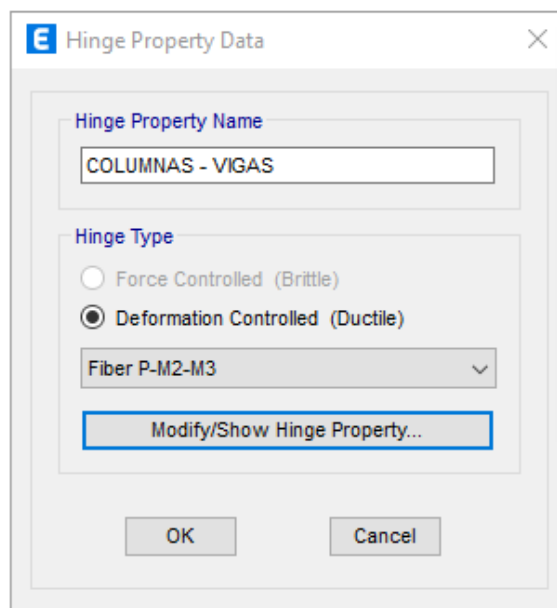 E Hinge Property Data
Hinge Property Name
COLUMNAS - VIGAS
Hinge Type
Force Controlled (Brittle)
Deformation Controlled (Ductile)
Fiber P-M2-M3
Modify/Show Hinge Property...
OK Cancel